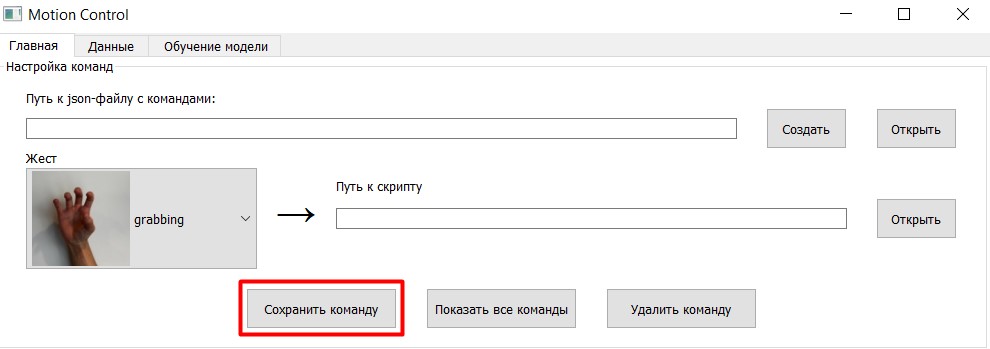 Motion Control
Главная Данные Обучение модели
Настройка команд
Путь к json-файлу с командами:
Создать Открыть
Жест
Путь к скрипту
grabbing
Открыть
Сохранить команду Показать все команды Удалить команду